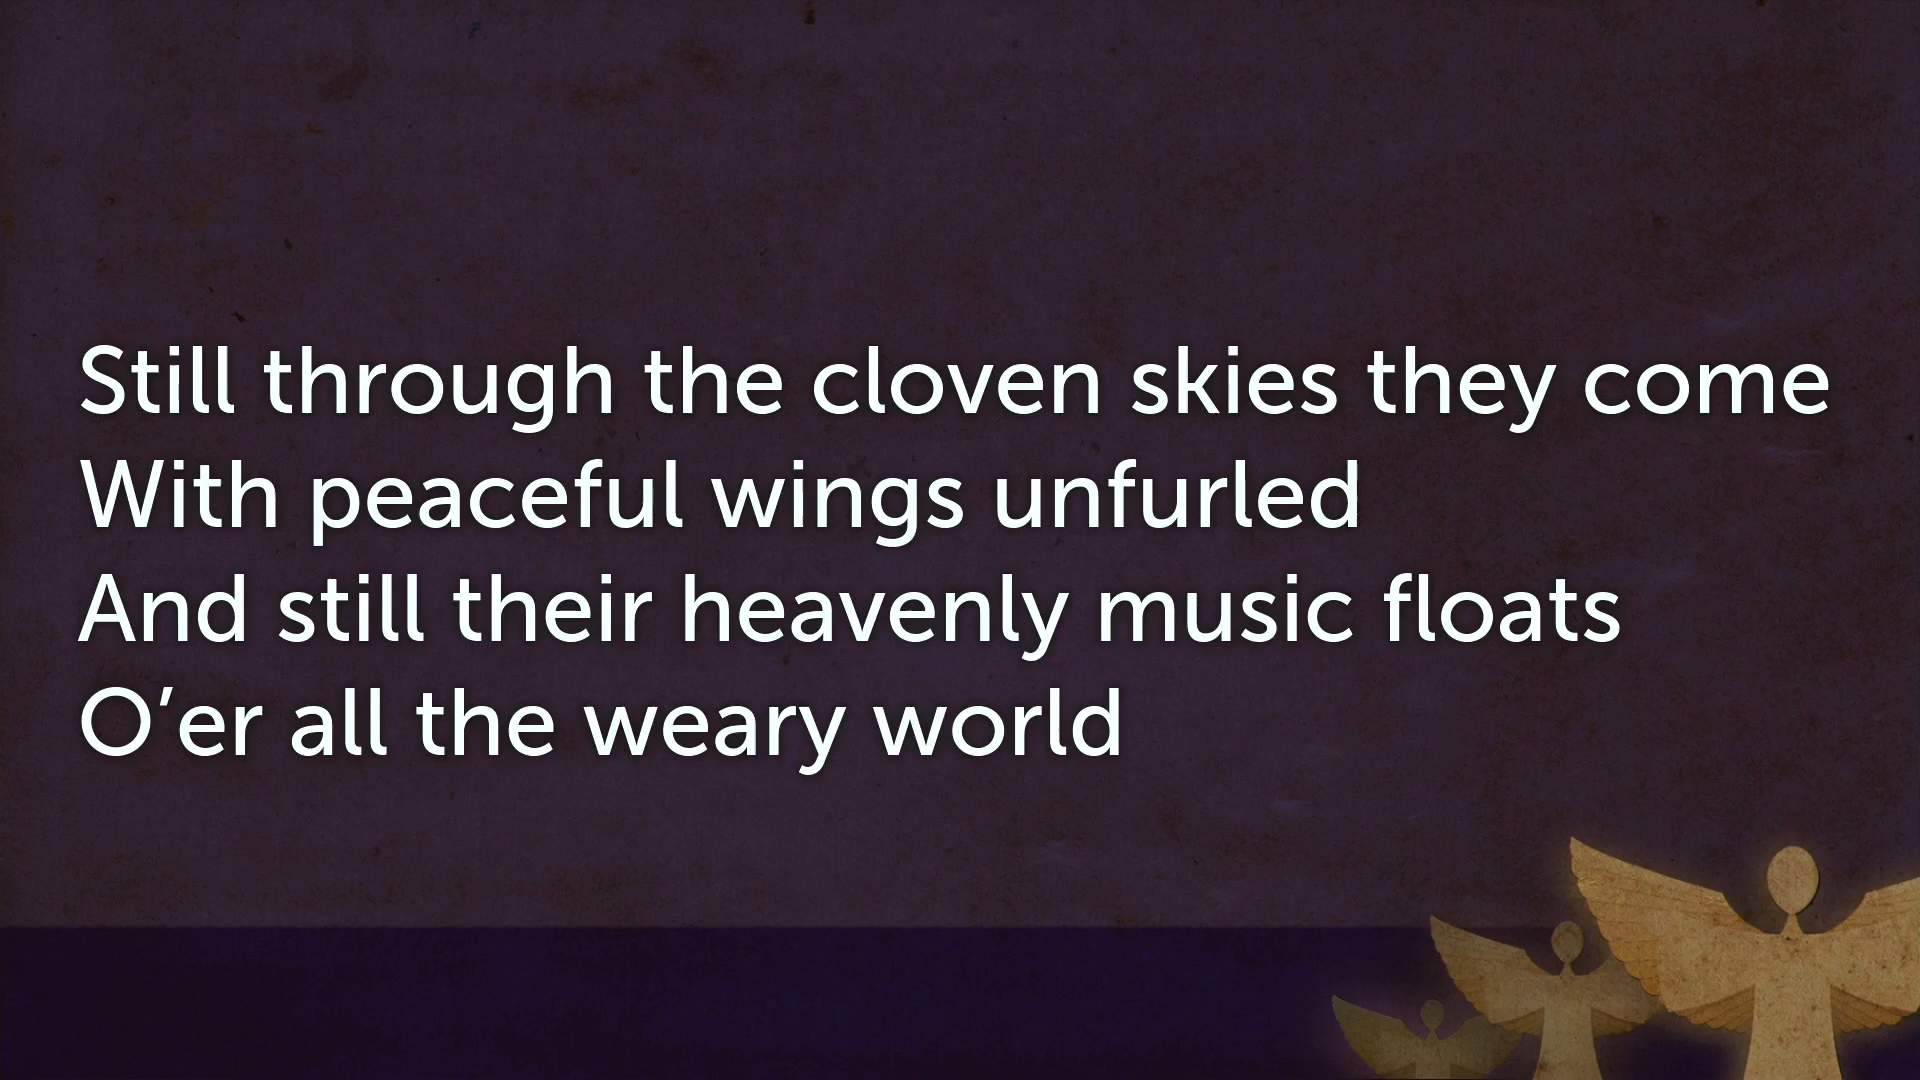 Still through the cloven skies they come
With peaceful wings unfurled
And still their heavenly music floats
O’er all the weary world